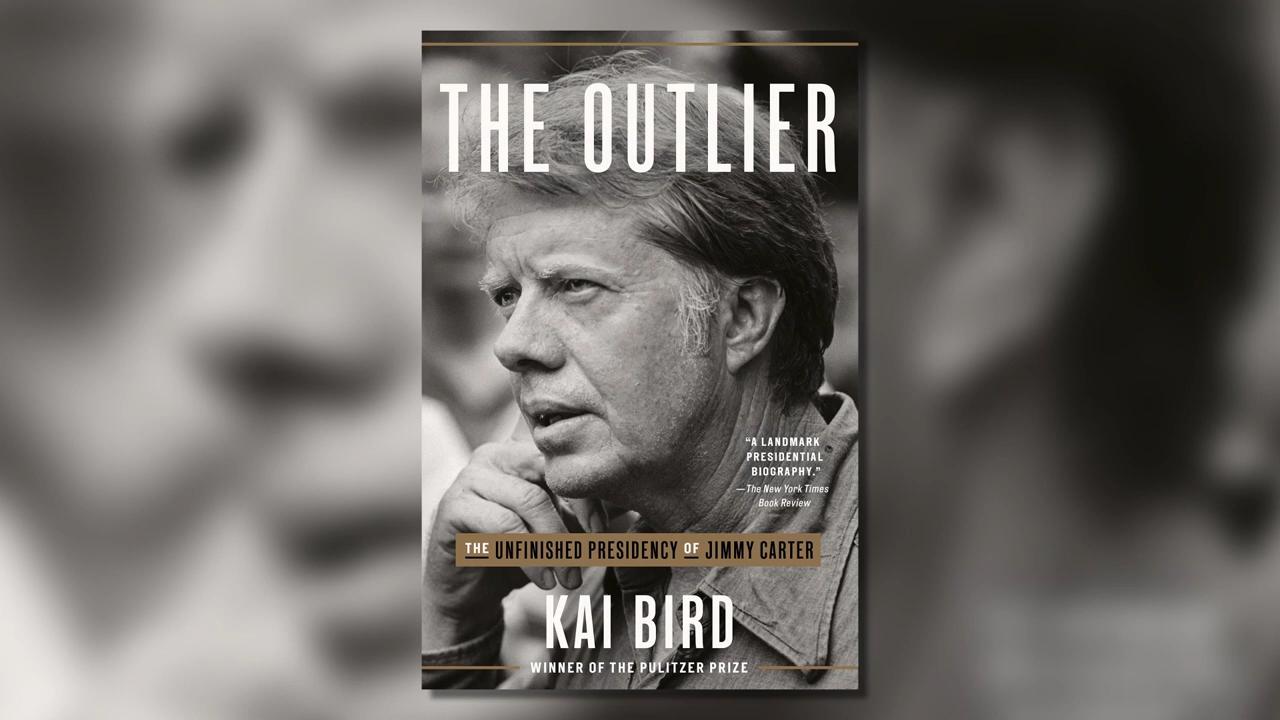 THE OUTLIER
“A LANDMARK
PRESIDENTIAL
BIOGRAPHY.”
—The New York Times
Book Review
THE UNFINISHED PRESIDENCY OF JIMMY CARTER
KAI BIRD
WINNER OF THE PULITZER PRIZE